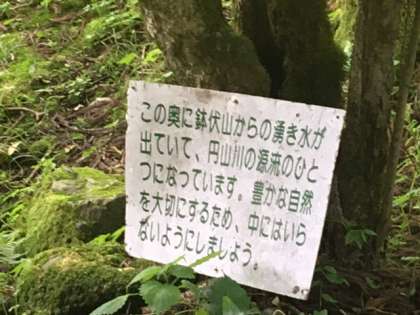 この奥に鉢伏山からの湧き水が
出ていて、円山川の源流のひと
つになっています。豊かな自然
を大切にするため、中にはいら
ないようにしましょう。